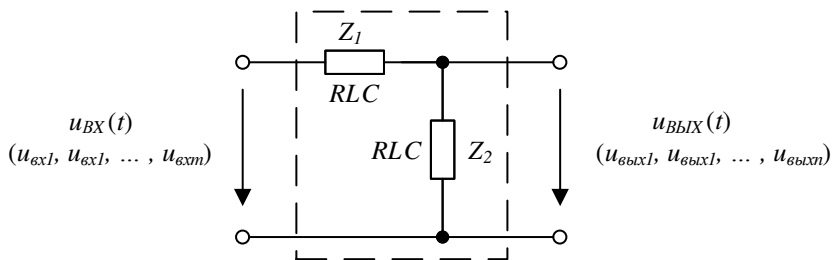 Z1
RLC
uВХ(t)
(uвх1, uвх1, ... , uвхm)
RLC Z2
uВЫХ(t)
(uвых1, uвых1, ... , uвыхn)